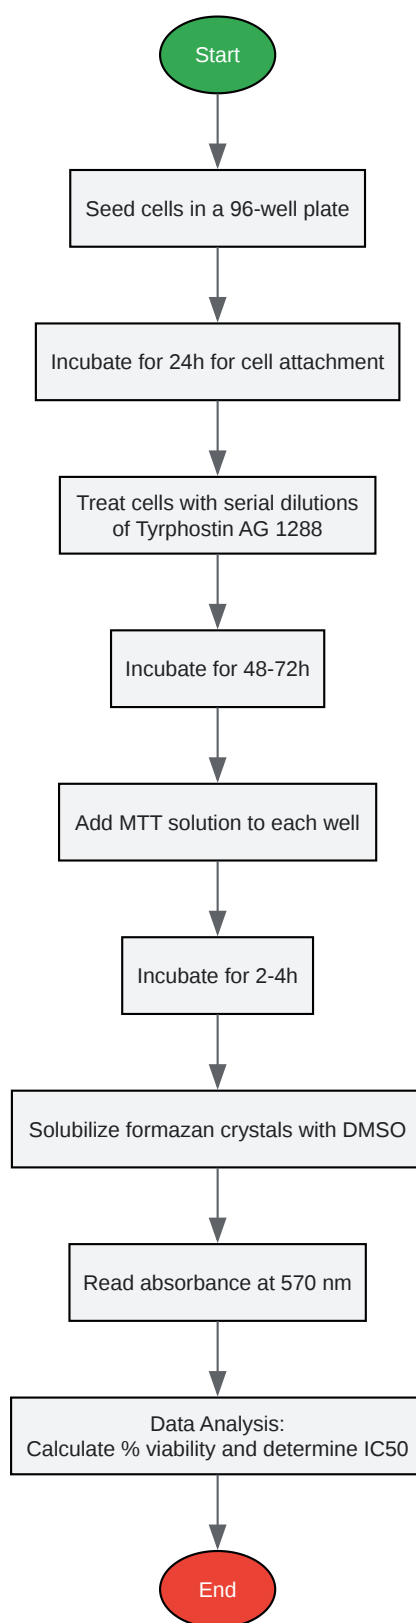 Start
Seed cells in a 96-well plate
Incubate for 24h for cell attachment
Treat cells with serial dilutions
of Tyrphostin AG 1288
Incubate for 48-72h
Add MTT solution to each well
Incubate for 2-4h
Solubilize formazan crystals with DMSO
Read absorbance at 570 nm
Data Analysis:
Calculate % viability and determine IC50
End